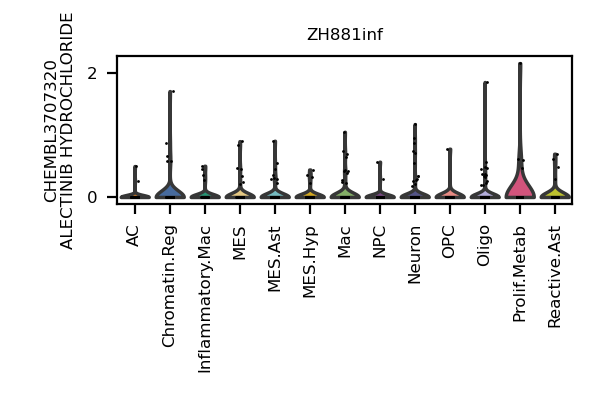 ZH881inf
CHEMBL3707320
ALECTINIB HYDROCHLORIDE
2
0
AC
Chromatin.Reg
Inflammatory.Mac
MES
MES.Ast
MES.Hyp
Mac
NPC
Neuron
OPC
Oligo
Prolif.Metab
Reactive.Ast